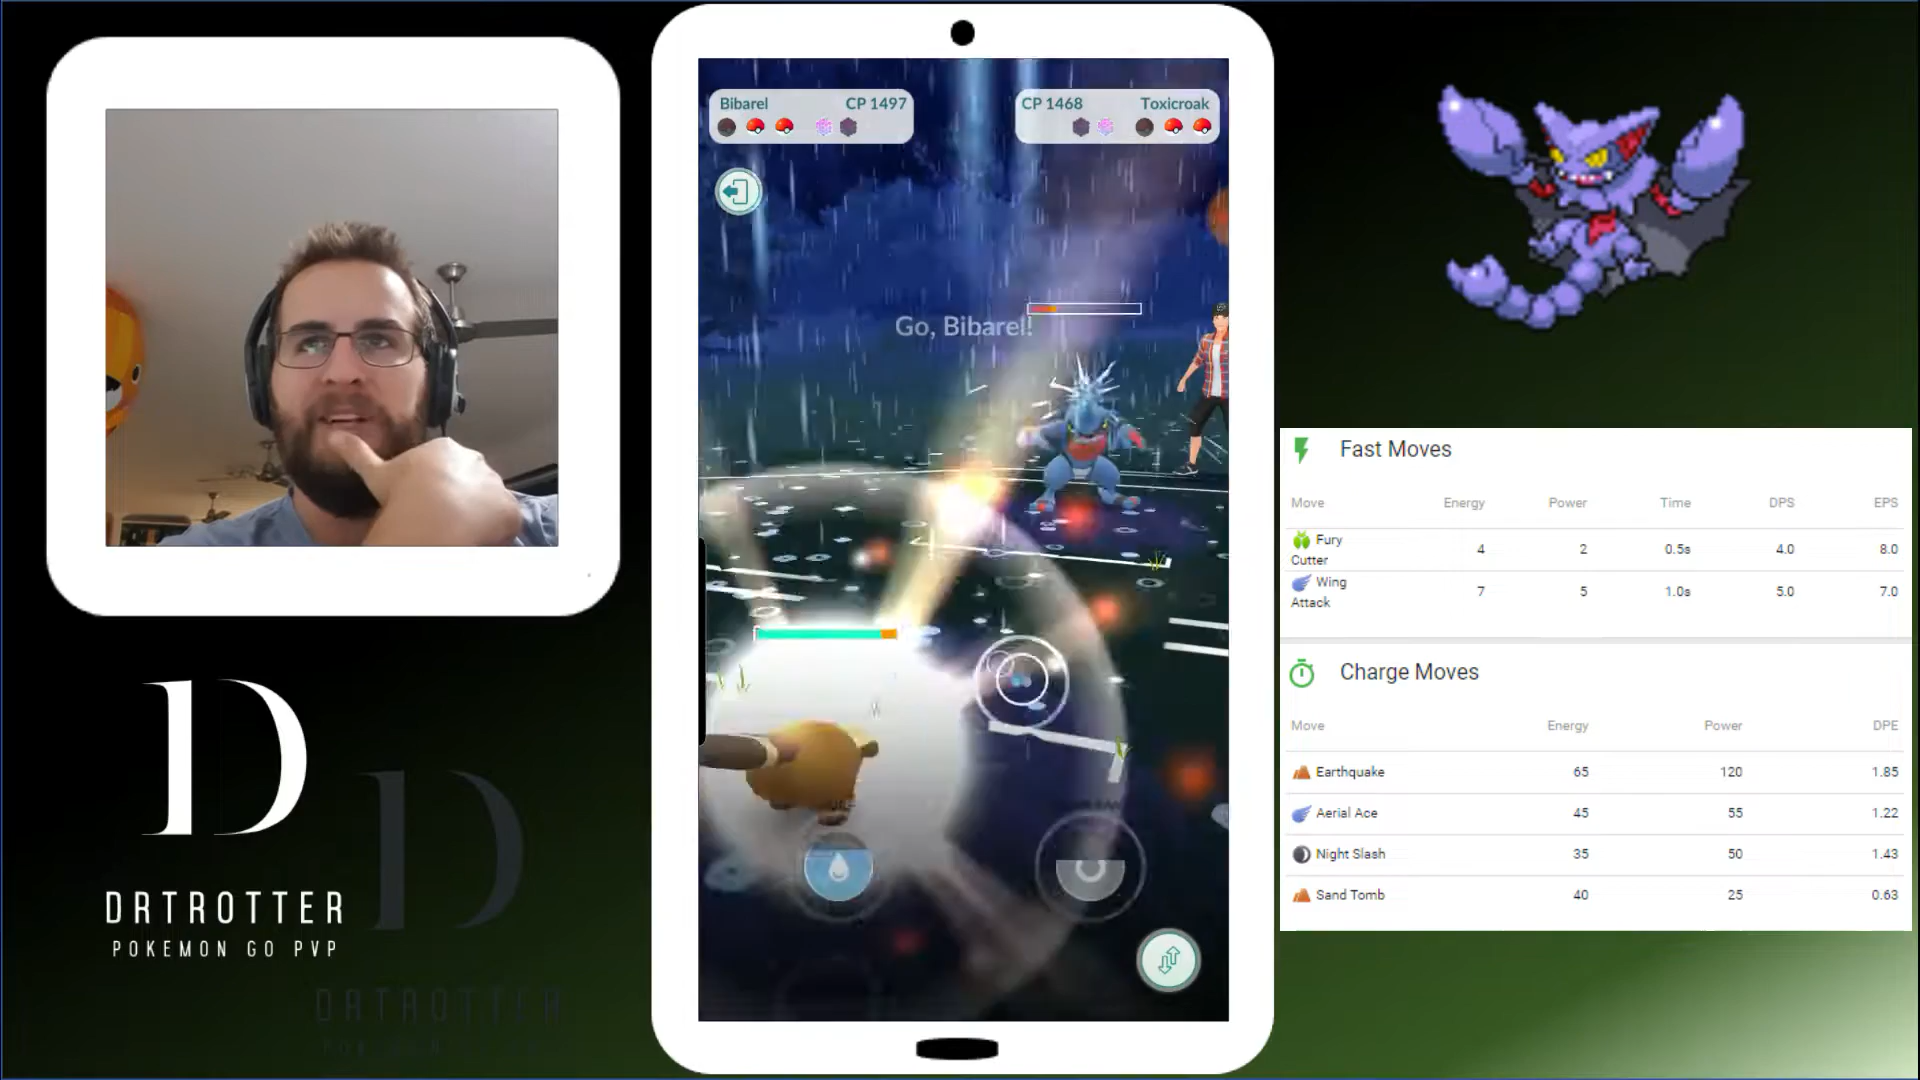 Bibarel CP 1497
CP 1468 Toxicroak
Go, Bibarel!
DRTROTTER
POKEMON GO PVP
DRTROTTER
Fast Moves
Move Energy Power Time DPS EPS
Fury Cutter 4 2 0.5s 4.0 8.0
Wing Attack 7 5 1.0s 5.0 7.0
Charge Moves
Move Energy Power DPE
Earthquake 65 120 1.85
Aerial Ace 45 55 1.22
Night Slash 35 50 1.43
Sand Tomb 40 25 0.63